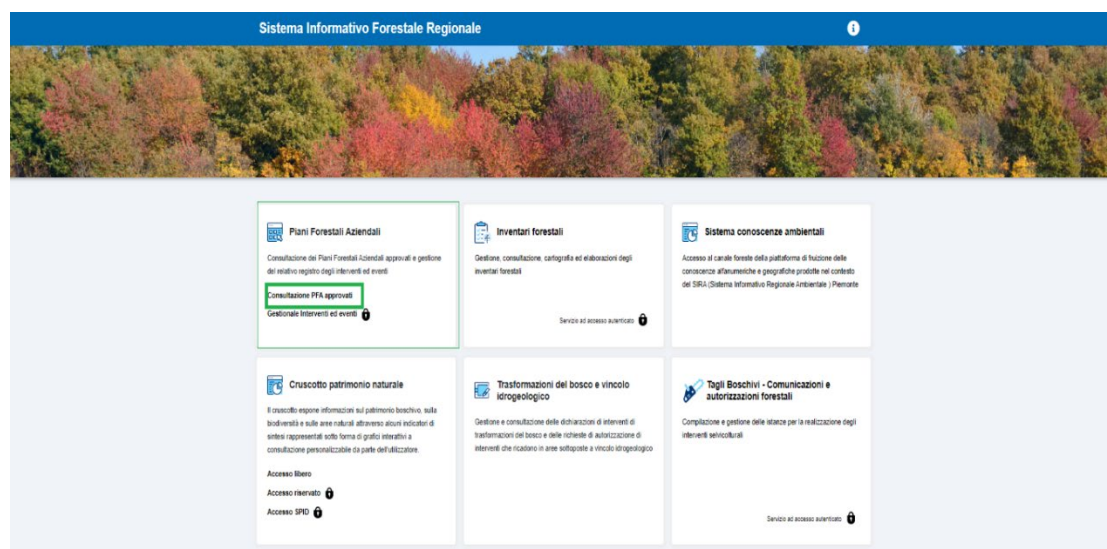 Sistema Informativo Forestale Regionale
Piani Forestali Aziendali
Consultazione dei Piani Forestali Aziendali approvati e gestione
del relativo registro degli interventi ed eventi
Consultazione PFA approvati
Gestionale Interventi ed eventi
Inventari forestali
Gestione, consultazione, cartografia ed elaborazioni degli
inventari forestali
Servizio ad accesso autenticato
Sistema conoscenze ambientali
Accesso al canale foreste della piattaforma di fruizione delle
conoscenze alfanumeriche e geografiche prodotte nel contesto
del SIRA (Sistema Informativo Regionale Ambientale ) Piemonte
Cruscotto patrimonio naturale
Il cruscotto espone informazioni sul patrimonio boschivo, sulla
biodiversità e sulle aree naturali attraverso alcuni indicatori di
sintesi rappresentati sotto forma di grafici interattivi a
consultazione personalizzabile da parte dell'utilizzatore.
Accesso libero
Accesso riservato
Accesso SPID
Trasformazioni del bosco e vincolo
idrogeologico
Gestione e consultazione delle dichiarazioni di interventi di
trasformazioni del bosco e delle richieste di autorizzazione di
interventi che ricadono in aree sottoposte a vincolo idrogeologico
Tagli Boschivi - Comunicazioni e
autorizzazioni forestali
Compilazione e gestione delle istanze per la realizzazione degli
interventi selvicolturali
Servizio ad accesso autenticato